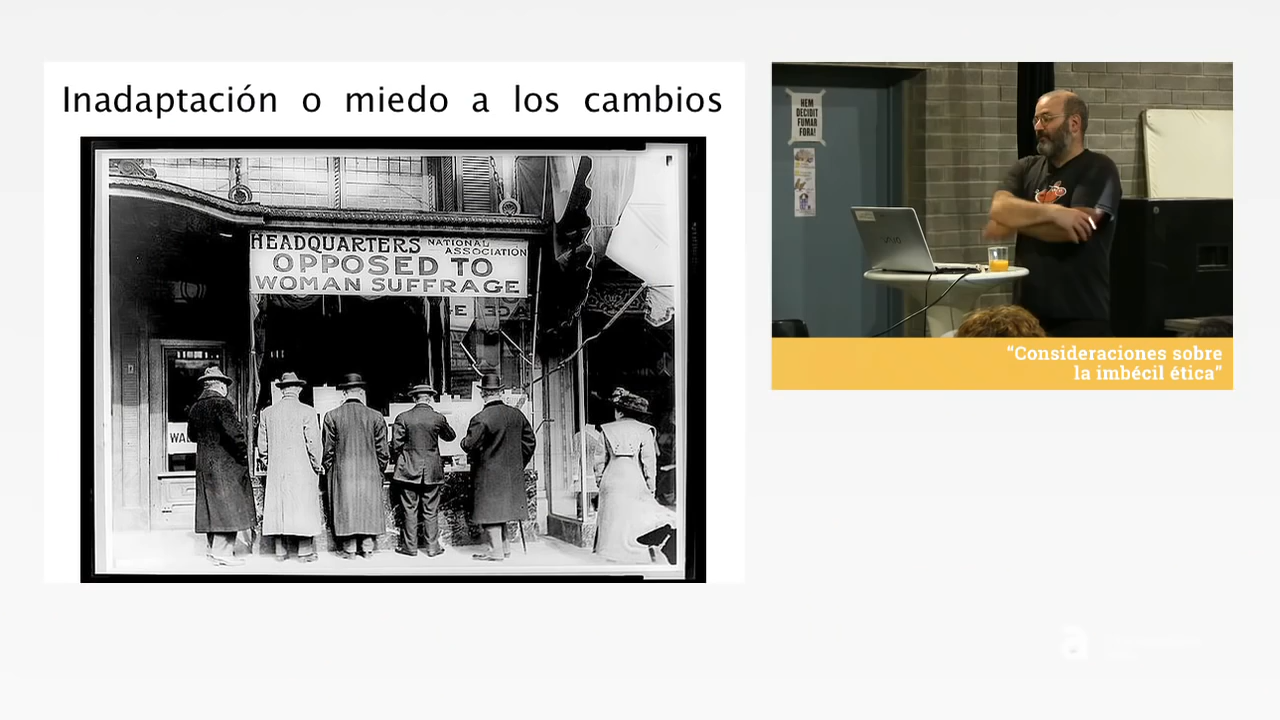 Inadaptación o miedo a los cambios
HEADQUARTERS NATIONAL ASSOCIATION
OPPOSED TO
WOMAN SUFFRAGE
HEM
DECIDIT
FUMAR
FORA!
“Consideraciones sobre
la imbécil ética”